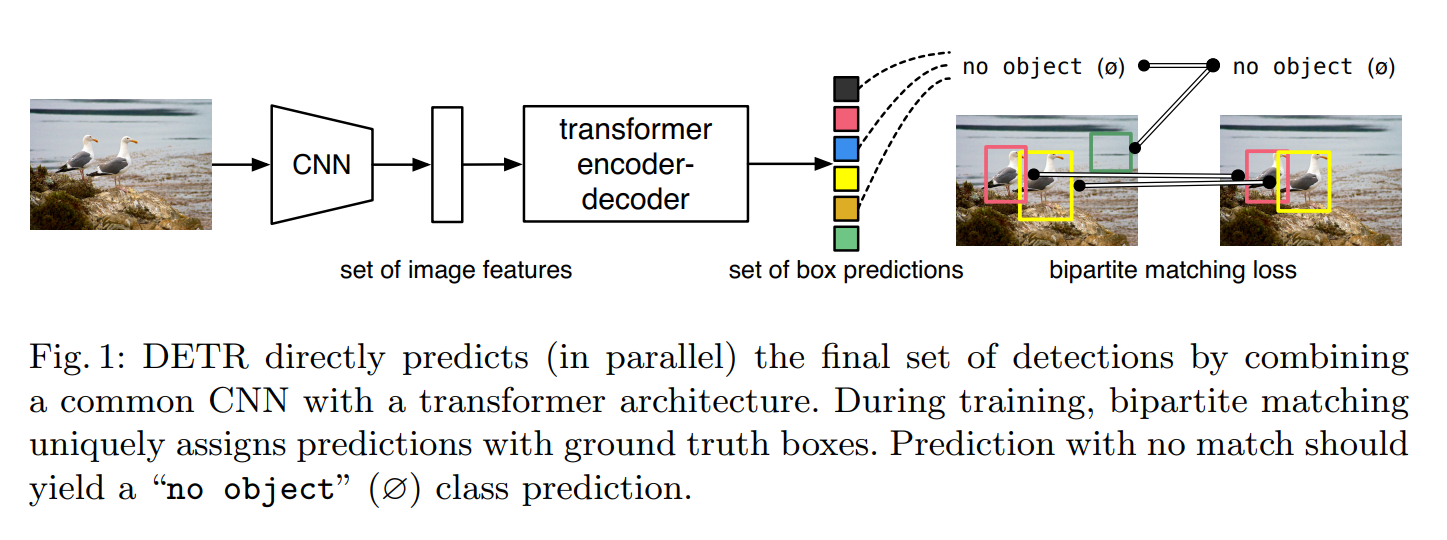 no object (ø)
no object (ø)
CNN
transformer
encoder-
decoder
set of image features
set of box predictions
bipartite matching loss
Fig. 1: DETR directly predicts (in parallel) the final set of detections by combining
a common CNN with a transformer architecture. During training, bipartite matching
uniquely assigns predictions with ground truth boxes. Prediction with no match should
yield a “no object” (∅) class prediction.